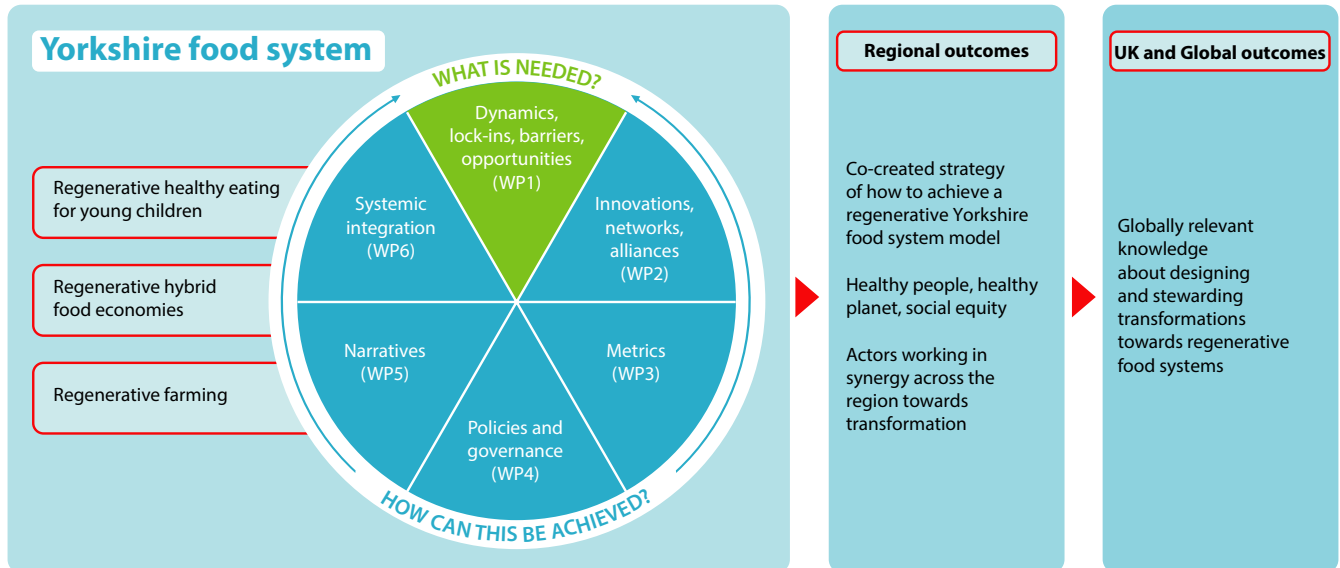 Yorkshire food system
WHAT IS NEEDED?
Dynamics,
lock-ins, barriers,
opportunities
(WP1)
Innovations,
networks,
alliances
(WP2)
Metrics
(WP3)
Policies and
governance
(WP4)
Narratives
(WP5)
Systemic
integration
(WP6)
HOW CAN THIS BE ACHIEVED?
Regenerative healthy eating
for young children
Regenerative hybrid
food economies
Regenerative farming
Regional outcomes
Co-created strategy
of how to achieve a
regenerative Yorkshire
food system model
Healthy people, healthy
planet, social equity
Actors working in
synergy across the
region towards
transformation
UK and Global outcomes
Globally relevant
knowledge
about designing
and stewarding
transformations
towards regenerative
food systems